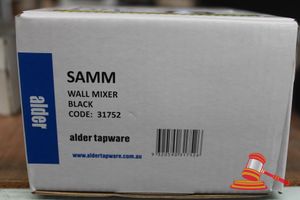 alder
SAMM
WALL MIXER
BLACK
CODE: 31752
alder tapware
www.aldertapware.com.au